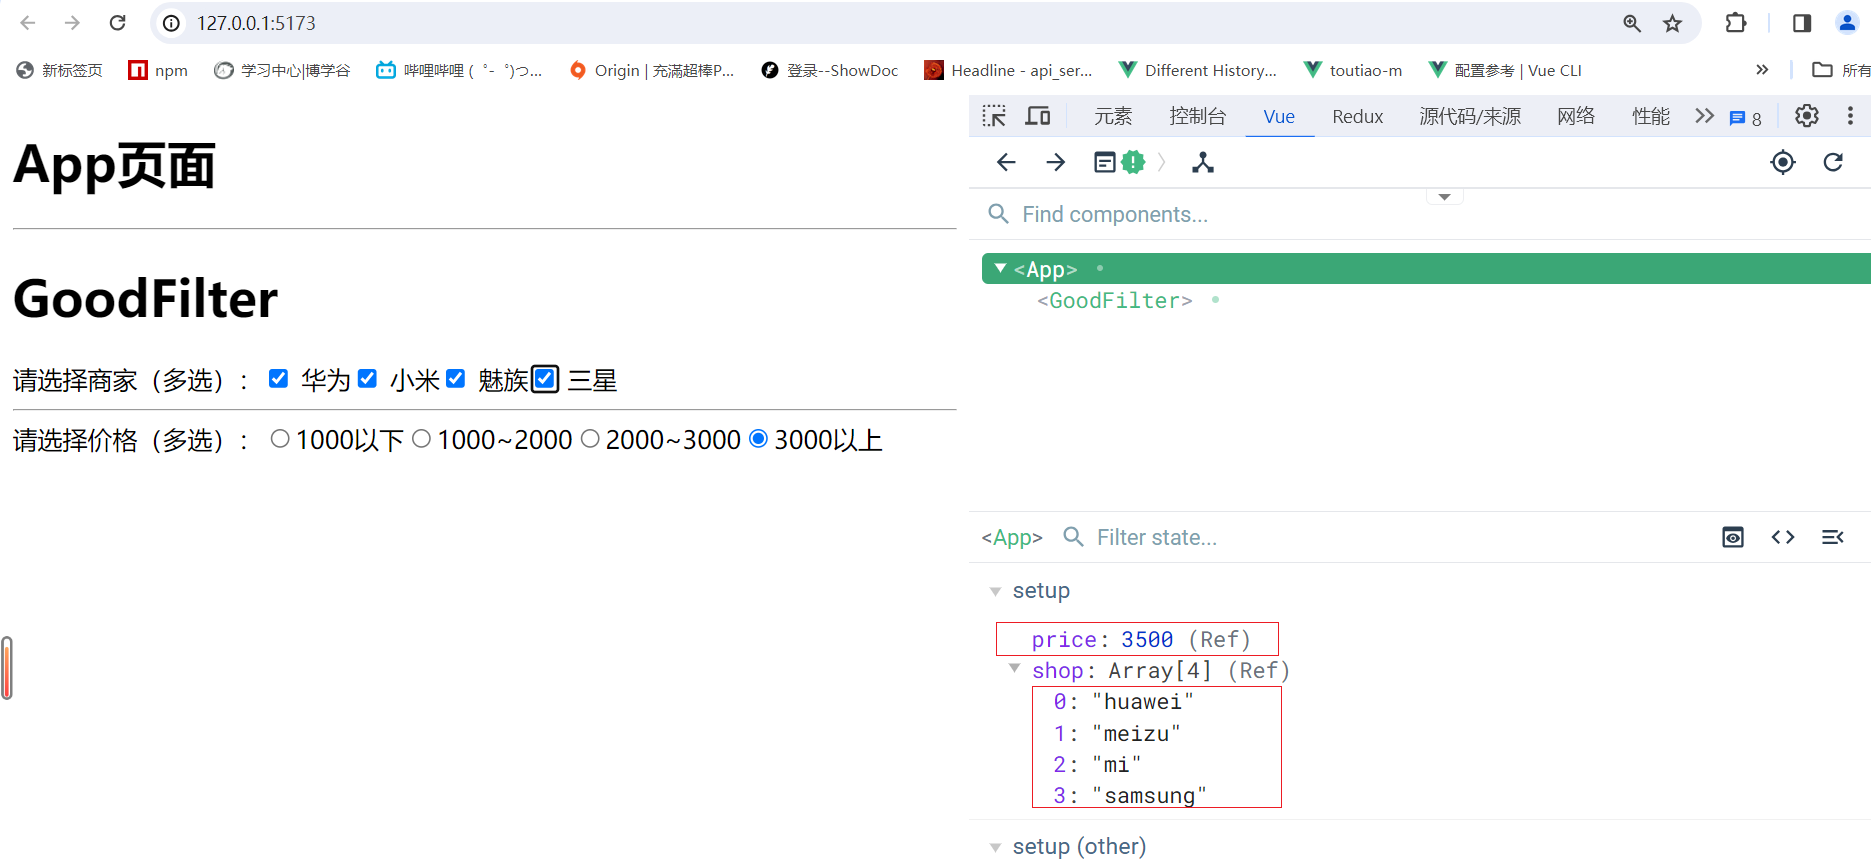 127.0.0.1:5173
新标签页 npm 学习中心|博学谷 哔哩哔哩 (゜-゜)つ... Origin | 充满超棒P... 登录--ShowDoc Headline - api_ser... Different History... toutiao-m 配置参考 | Vue CLI 所有
元素 控制台 Vue Redux 源代码/来源 网络 性能 8
App页面
Find components...
<App>
<GoodFilter>
GoodFilter
请选择商家（多选）： 华为 小米 魅族 三星
请选择价格（多选）： 1000以下 1000~2000 2000~3000 3000以上
<App> Filter state...
setup
price: 3500 (Ref)
shop: Array[4] (Ref)
0: "huawei"
1: "meizu"
2: "mi"
3: "samsung"
setup (other)